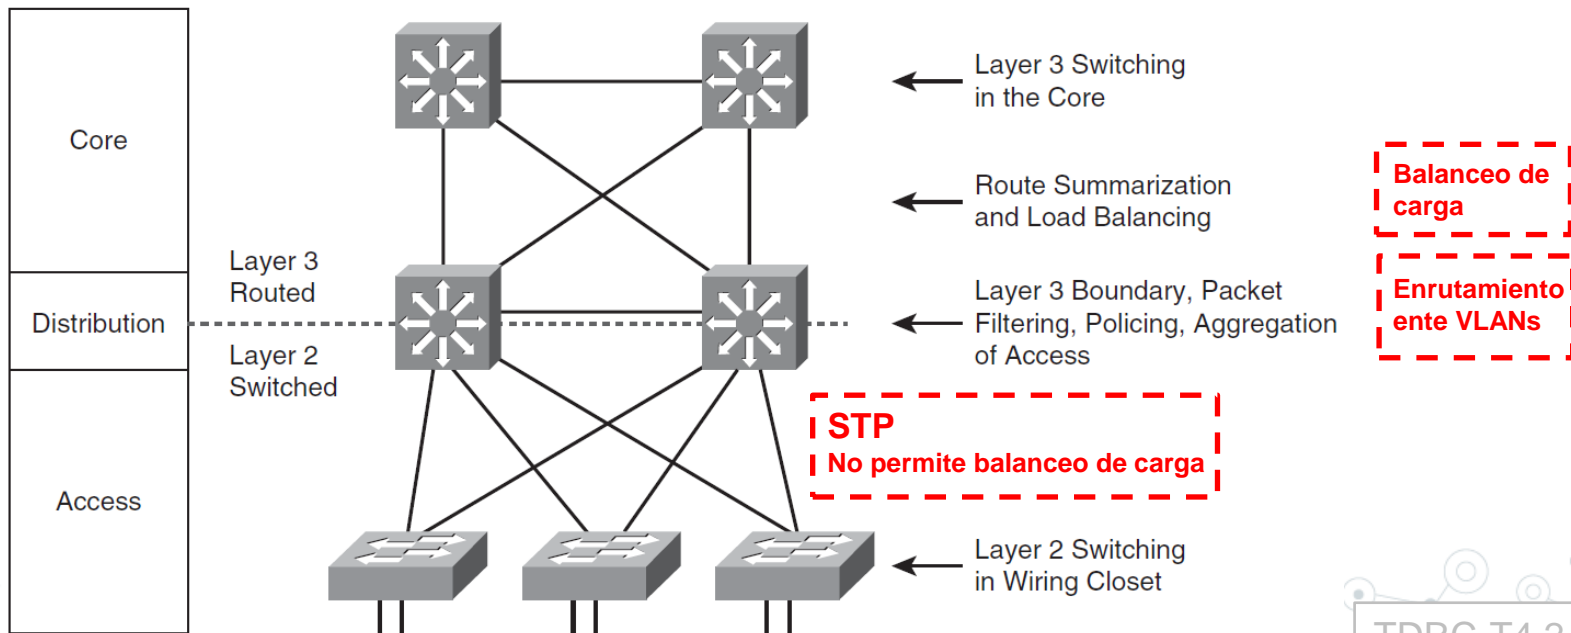 Core
Distribution
Access
Layer 3
Routed
Layer 2
Switched
Layer 3 Switching
in the Core
Route Summarization
and Load Balancing
Layer 3 Boundary, Packet
Filtering, Policing, Aggregation
of Access
Layer 2 Switching
in Wiring Closet
STP
No permite balanceo de carga
Balanceo de
carga
Enrutamiento
ente VLANs